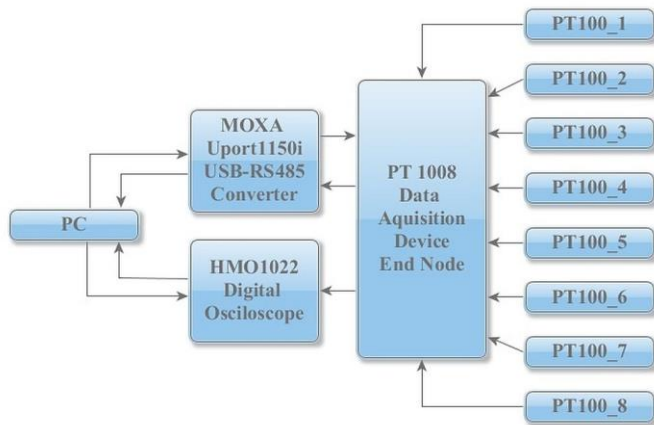 PC
MOXA
Uport1150i
USB-RS485
Converter
HMO1022
Digital
Osciloscope
PT 1008
Data
Aquisition
Device
End Node
PT100_1
PT100_2
PT100_3
PT100_4
PT100_5
PT100_6
PT100_7
PT100_8